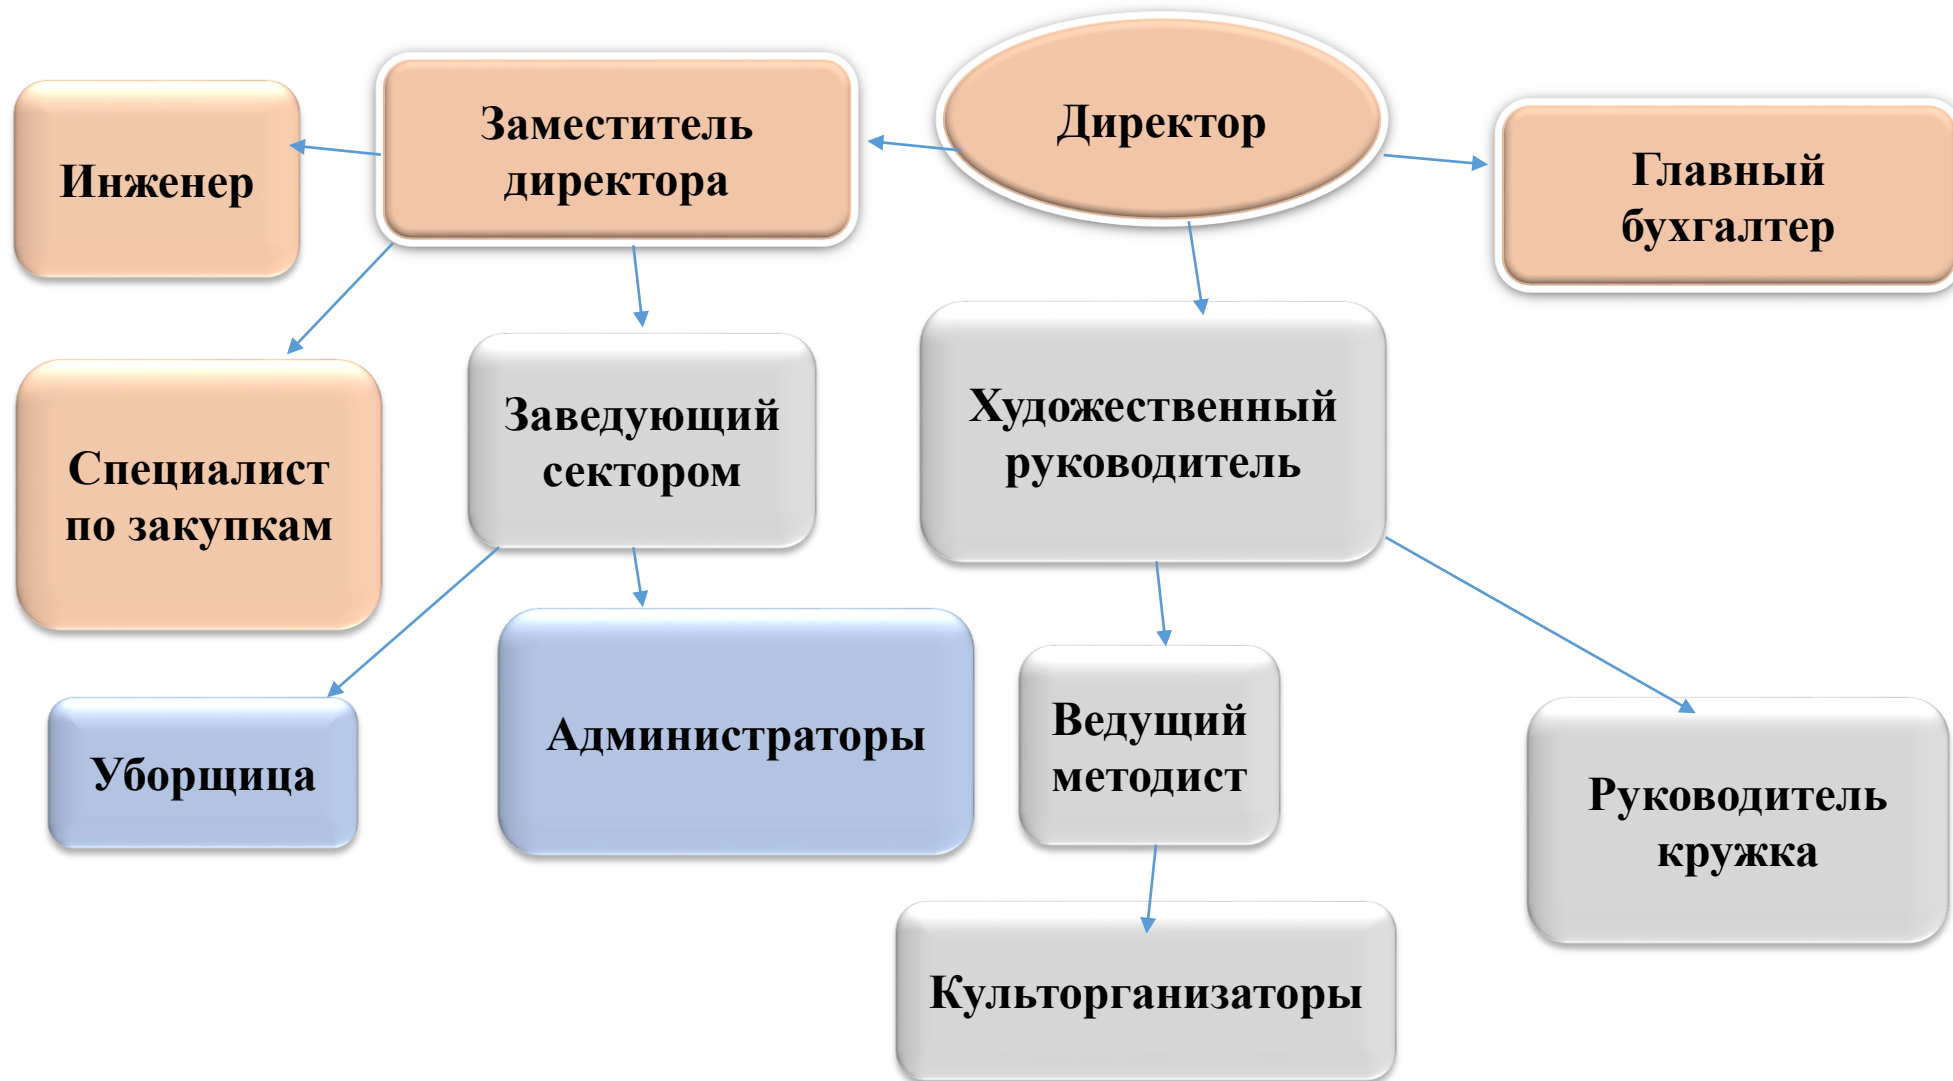 Инженер
Заместитель
директора
Директор
Главный
бухгалтер
Специалист
по закупкам
Заведующий
сектором
Художественный
руководитель
Уборщица
Администраторы
Ведущий
методист
Руководитель
кружка
Культорганизаторы